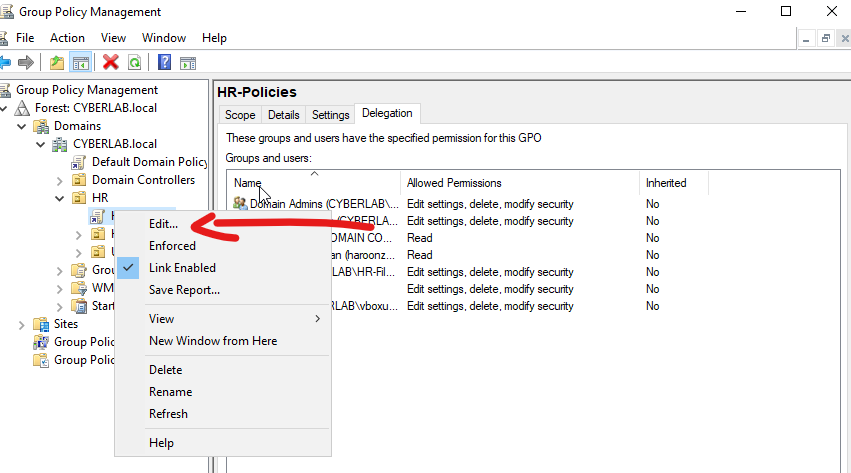 Group Policy Management
File Action View Window Help
Group Policy Management
Forest: CYBERLAB.local
Domains
CYBERLAB.local
Default Domain Policy
Domain Controllers
HR
Grou
WM
Start
Sites
Group Polic
Group Polic
Edit...
Enforced
Link Enabled
Save Report...
View
New Window from Here
Delete
Rename
Refresh
Help
HR-Policies
Scope Details Settings Delegation
These groups and users have the specified permission for this GPO
Groups and users:
Name Allowed Permissions Inherited
Domain Admins (CYBERLAB\... Edit settings, delete, modify security No
(CYBERLA... Edit settings, delete, modify security No
OMAIN CO... Read No
an (haroonz... Read No
LAB\HR-Fil... Edit settings, delete, modify security No
Edit settings, delete, modify security No
RLAB\vboxu... Edit settings, delete, modify security No